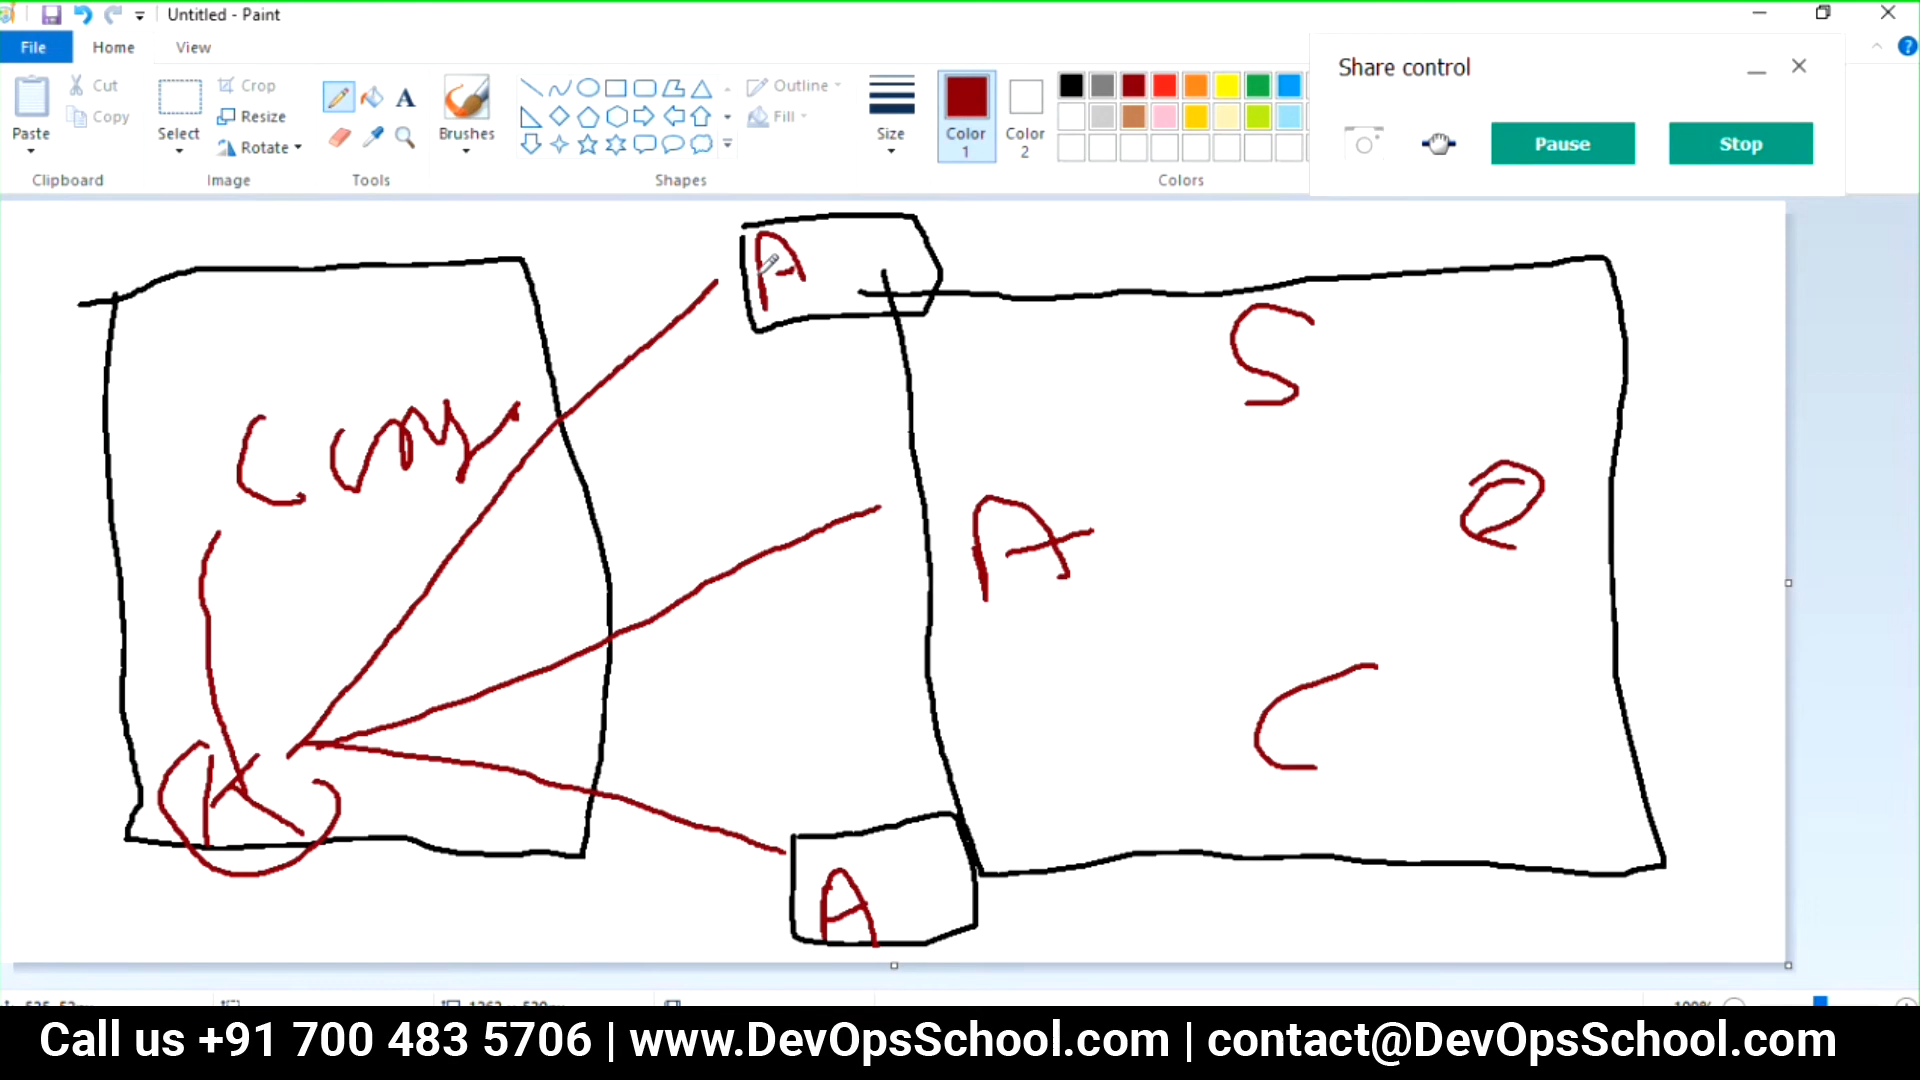 Untitled - Paint
File Home View
Share control
Cut
Copy
Paste
Clipboard
Select
Crop
Resize
Rotate
Image
Tools
Brushes
Shapes
Outline
Fill
Size
Color 1
Color 2
Colors
Pause Stop
A
S
e
A
C
K
A
100%
Call us +91 700 483 5706 | www.DevOpsSchool.com | contact@DevOpsSchool.com